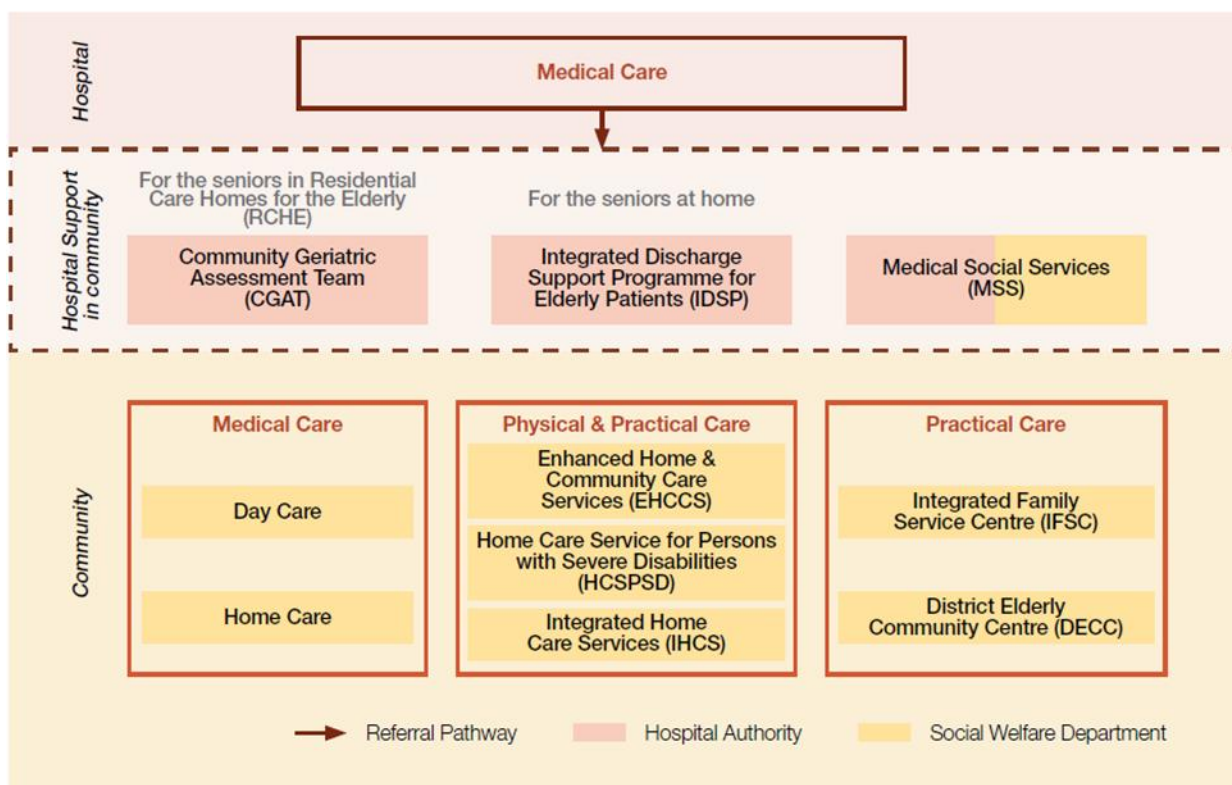 Hospital
Medical Care
Hospital Support
in community
For the seniors in Residential
Care Homes for the Elderly
(RCHE)
For the seniors at home
Community Geriatric
Assessment Team
(CGAT)
Integrated Discharge
Support Programme for
Elderly Patients (IDSP)
Medical Social Services
(MSS)
Community
Medical Care
Day Care
Home Care
Physical & Practical Care
Enhanced Home &
Community Care
Services (EHCCS)
Home Care Service for Persons
with Severe Disabilities
(HCSPSD)
Integrated Home
Care Services (IHCS)
Practical Care
Integrated Family
Service Centre (IFSC)
District Elderly
Community Centre (DECC)
Referral Pathway
Hospital Authority
Social Welfare Department